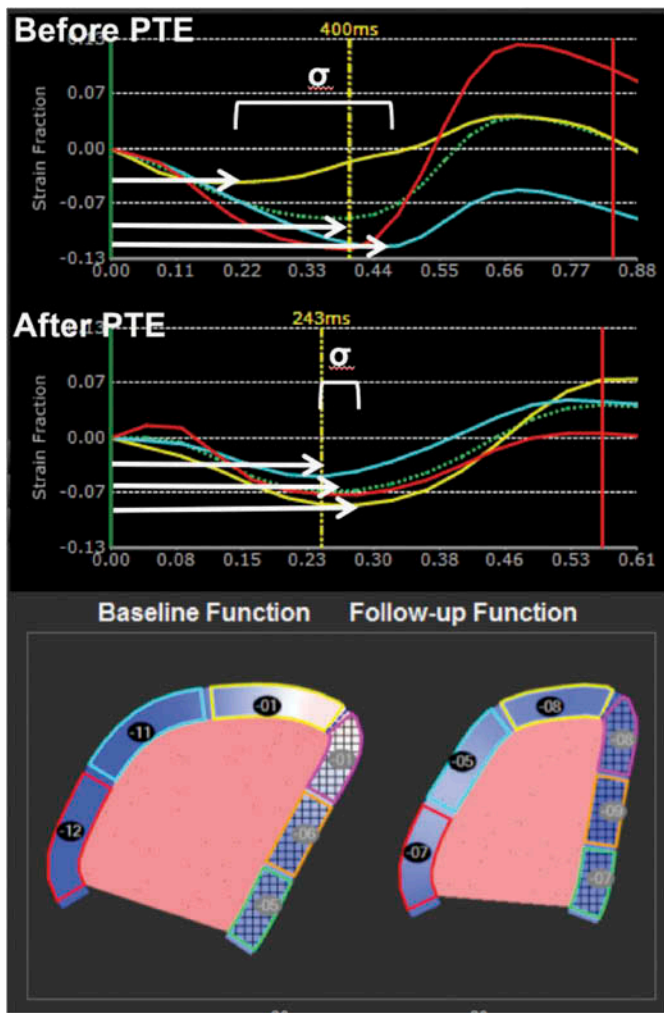 Before PTE
400ms
σ
Strain Fraction
0.13
0.07
0.00
-0.07
-0.13
0.00 0.11 0.22 0.33 0.44 0.55 0.66 0.77 0.88
After PTE
243ms
σ
Strain Fraction
0.13
0.07
0.00
-0.07
-0.13
0.00 0.08 0.15 0.23 0.30 0.38 0.46 0.53 0.61
Baseline Function Follow-up Function
-01
-11
-01
-12
-06
-05
-08
-08
-05
-09
-07
-07